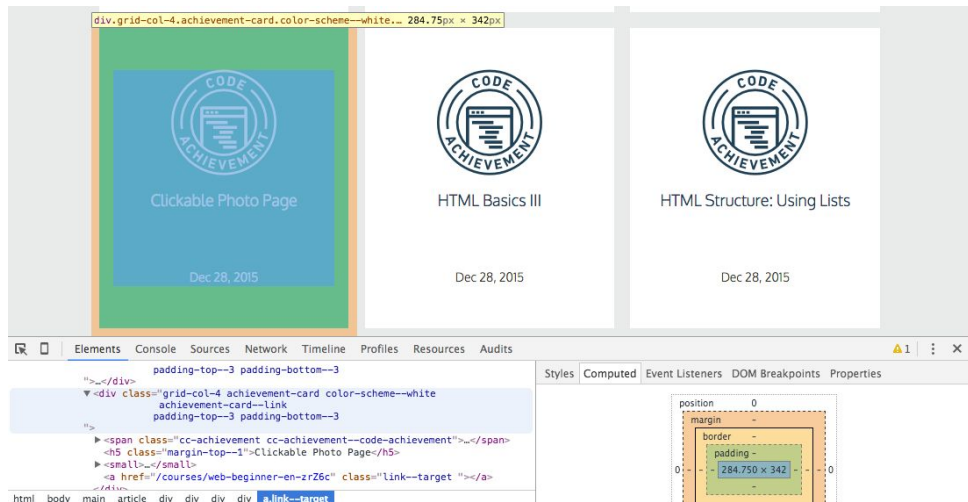 div.grid-col-4.achievement-card.color-scheme--white.… 284.75px × 342px
CODE ACHIEVEMENT
CODE ACHIEVEMENT
CODE ACHIEVEMENT
Clickable Photo Page
HTML Basics III
HTML Structure: Using Lists
Dec 28, 2015
Dec 28, 2015
Dec 28, 2015
Elements Console Sources Network Timeline Profiles Resources Audits 1
padding-top--3 padding-bottom--3
">…</div>
▼<div class="grid-col-4 achievement-card color-scheme--white
achievement-card--link
padding-top--3 padding-bottom--3
">
▶<span class="cc-achievement cc-achievement--code-achievement">…</span>
<h5 class="margin-top--1">Clickable Photo Page</h5>
▶<small>…</small>
<a href="/courses/web-beginner-en-zrZ6c" class="link--target "></a>
</div>
html body main article div div div div a.link--target
Styles Computed Event Listeners DOM Breakpoints Properties
position 0
margin -
border -
padding -
0 - - - 284.750 × 342 - - - 0
-